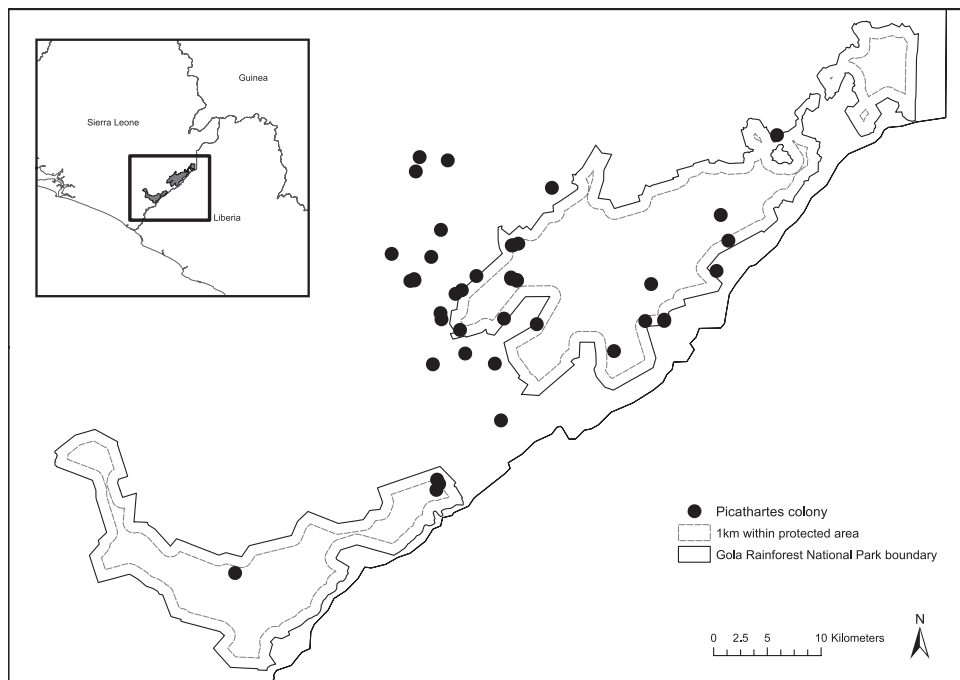 Guinea
Sierra Leone
Liberia
Picathartes colony
1km within protected area
Gola Rainforest National Park boundary
N
0 2.5 5 10 Kilometers